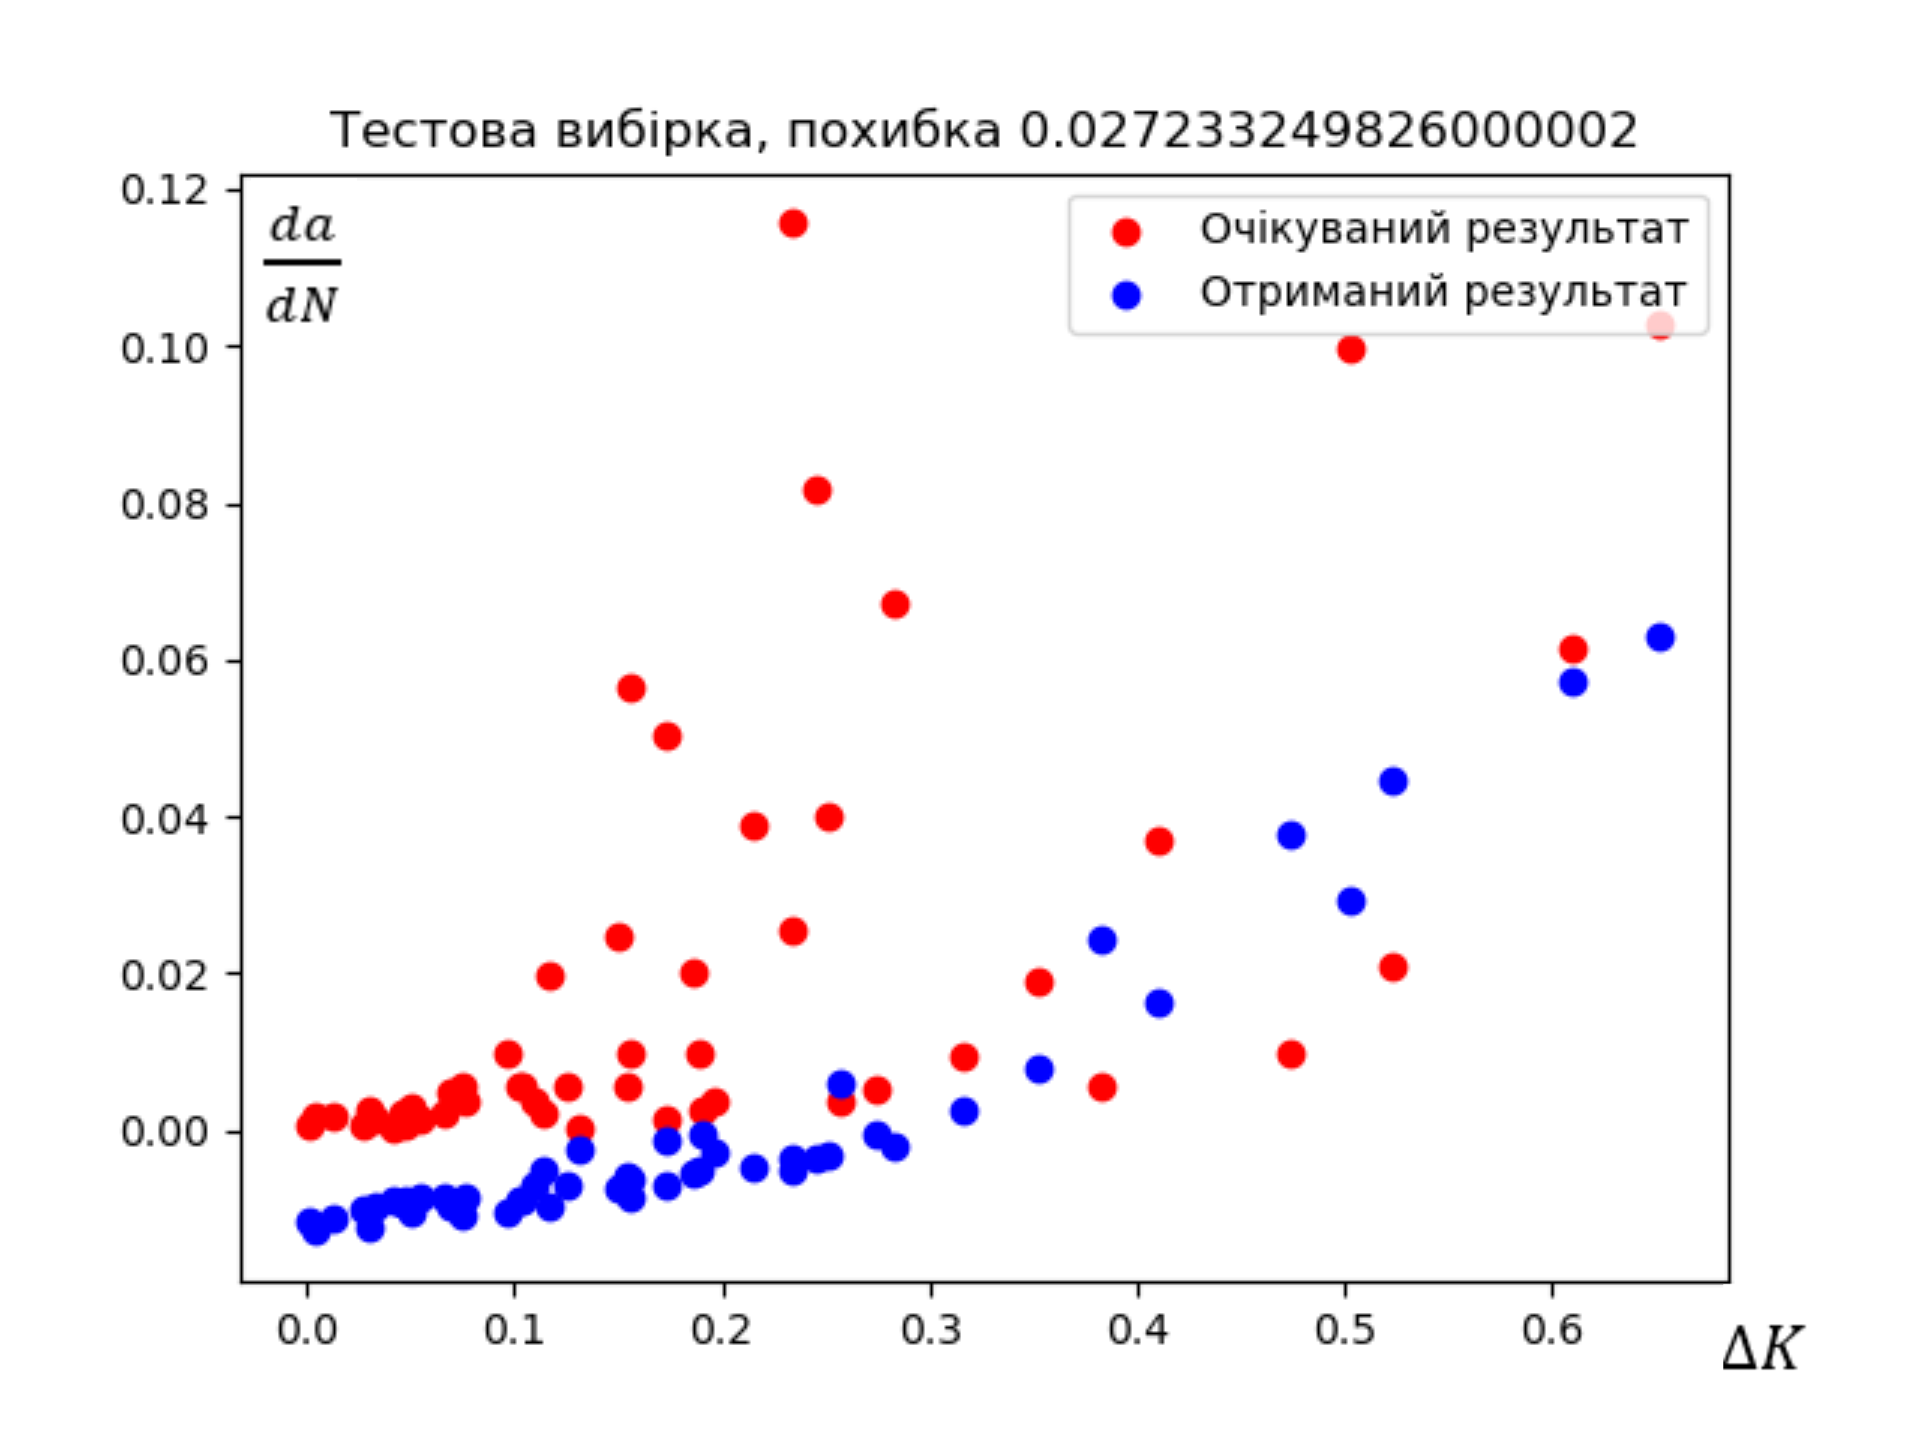 Тестова вибірка, похибка 0.027233249826000002
0.12
0.10
0.08
0.06
0.04
0.02
0.00
da
dN
Очікуваний результат
Отриманий результат
0.0 0.1 0.2 0.3 0.4 0.5 0.6
ΔK